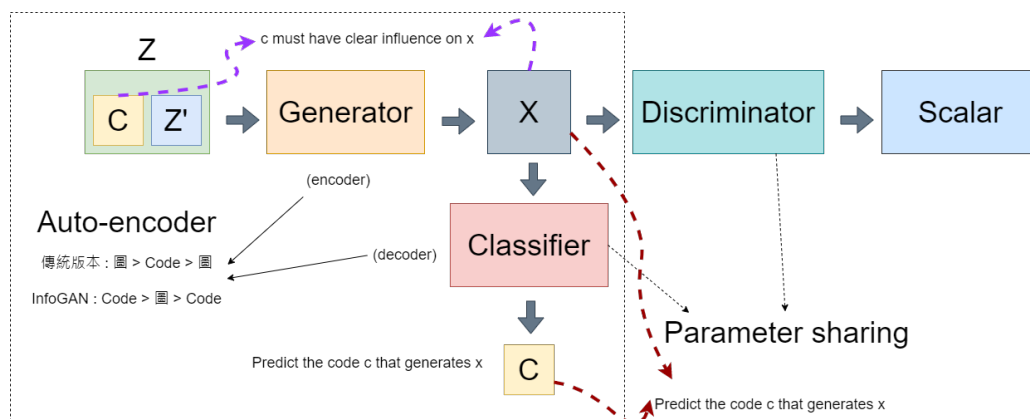 c must have clear influence on x
Z
C
Z'
Generator
X
Discriminator
Scalar
(encoder)
Auto-encoder
Classifier
(decoder)
傳統版本 : 圖 > Code > 圖
InfoGAN : Code > 圖 > Code
Parameter sharing
Predict the code c that generates x
C
Predict the code c that generates x